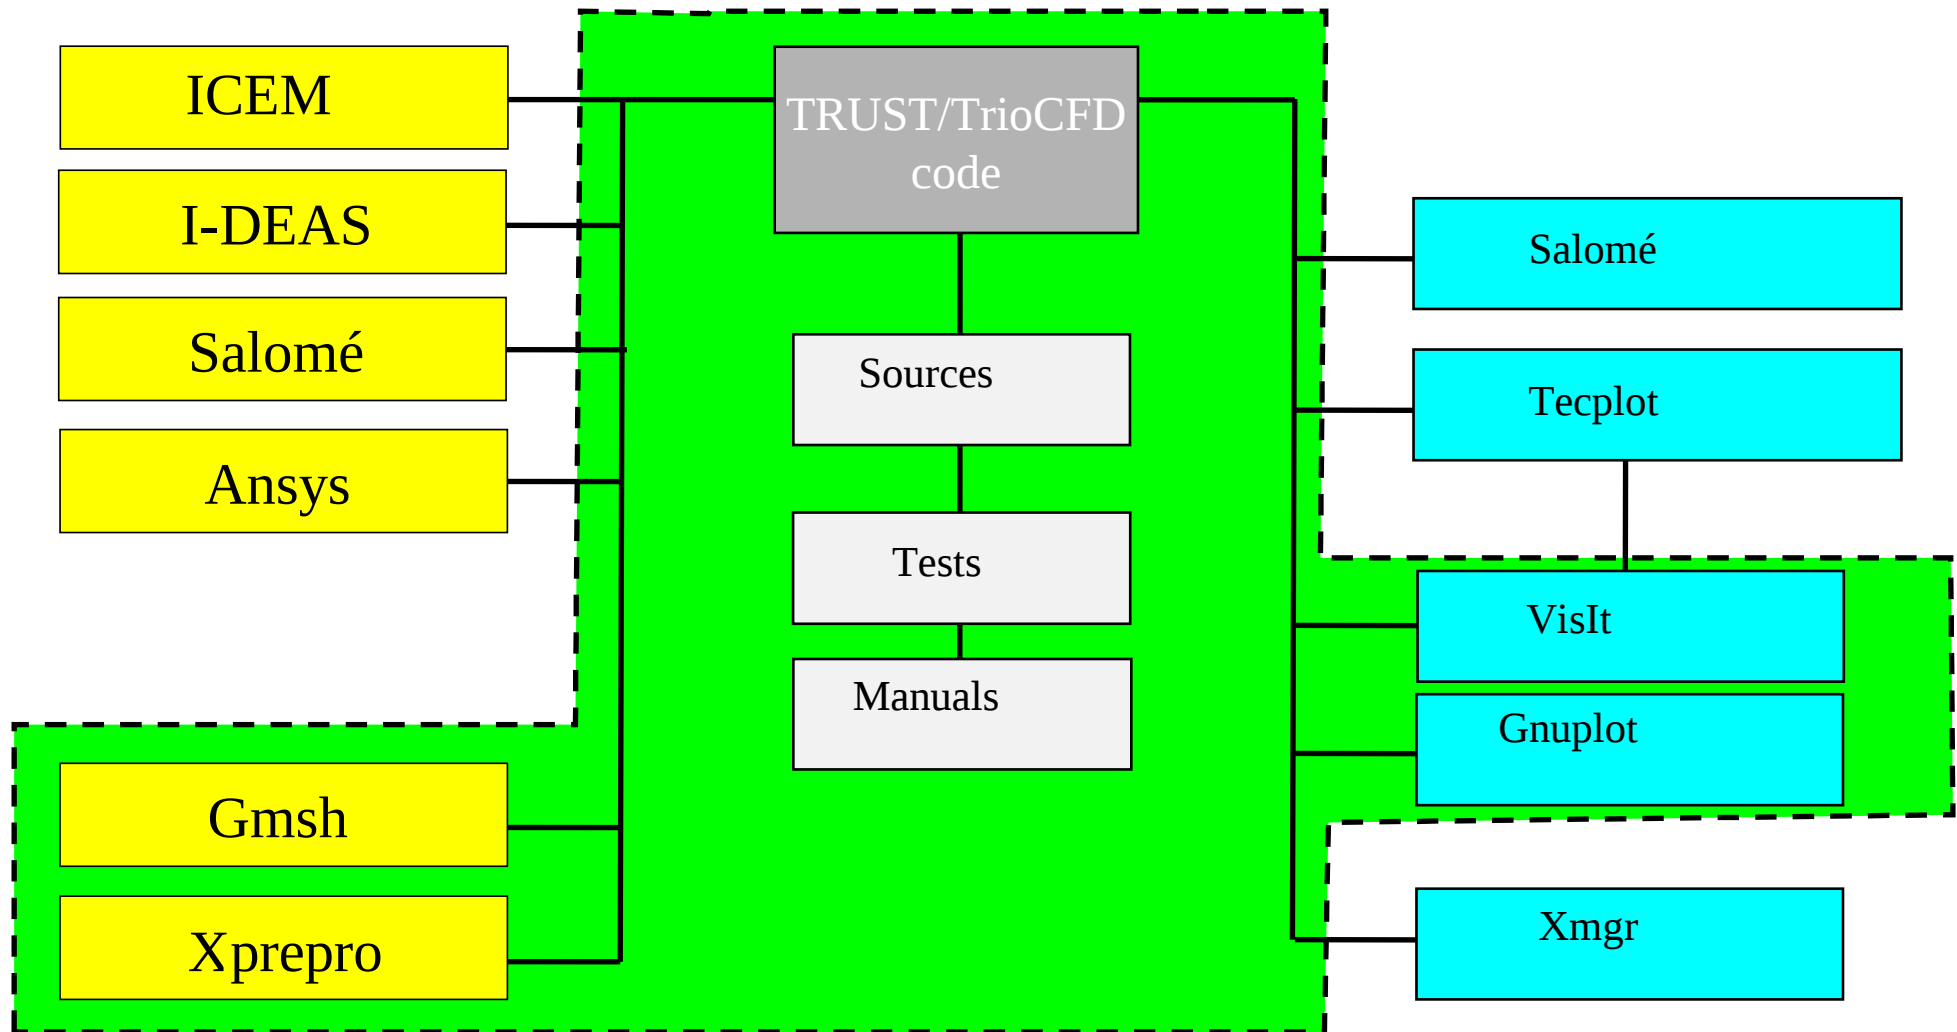 ICEM
I-DEAS
Salomé
Ansys
Gmsh
Xprepro
TRUST/TrioCFD
code
Sources
Tests
Manuals
Salomé
Tecplot
VisIt
Gnuplot
Xmgr